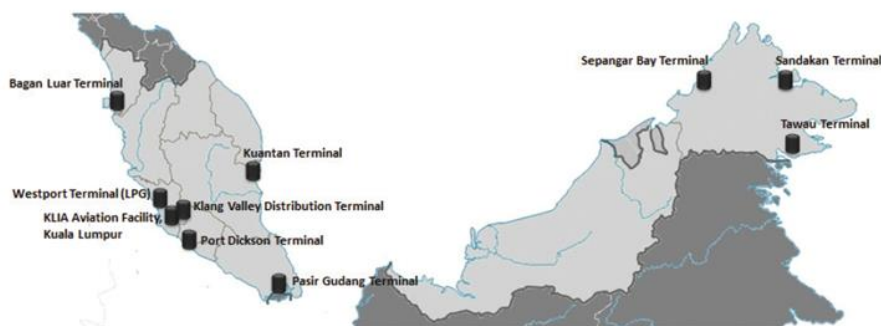 Bagan Luar Terminal
Kuantan Terminal
Westport Terminal (LPG)
Klang Valley Distribution Terminal
KLIA Aviation Facility,
Kuala Lumpur
Port Dickson Terminal
Pasir Gudang Terminal
Sepangar Bay Terminal
Sandakan Terminal
Tawau Terminal